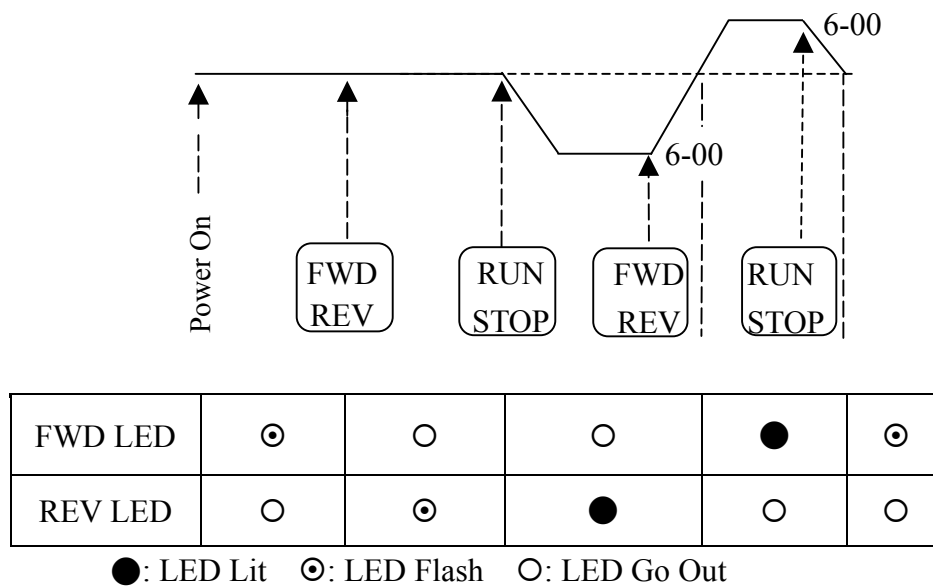 6-00
6-00
Power On
FWD
REV
RUN
STOP
FWD
REV
RUN
STOP
FWD LED ⊙ ○ ○ ● ⊙
REV LED ○ ⊙ ● ○ ○
●: LED Lit ⊙: LED Flash ○: LED Go Out